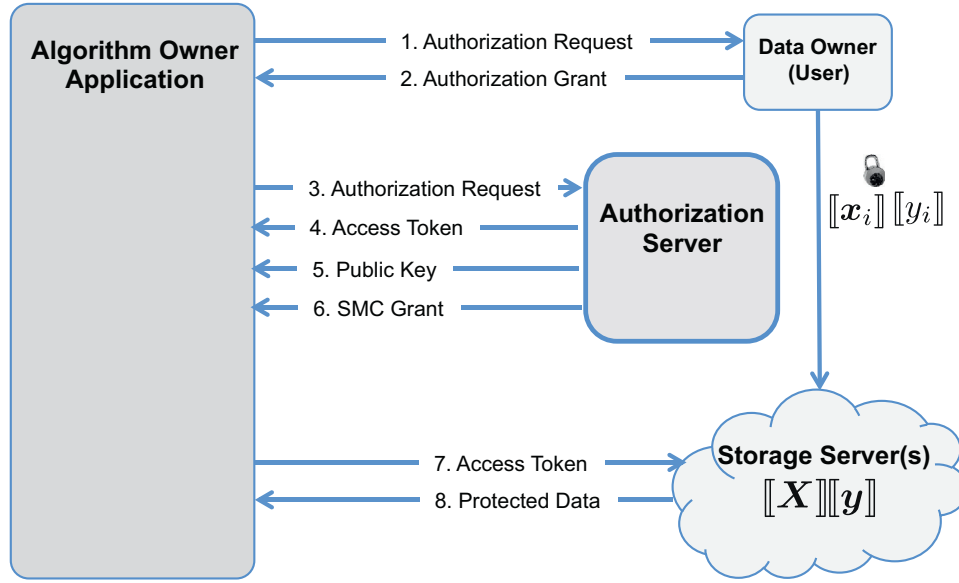 Algorithm Owner
Application
1. Authorization Request
2. Authorization Grant
Data Owner
(User)
⟦𝒙ᵢ⟧ ⟦yᵢ⟧
3. Authorization Request
4. Access Token
5. Public Key
6. SMC Grant
Authorization
Server
7. Access Token
8. Protected Data
Storage Server(s)
⟦𝑿⟧⟦𝒚⟧